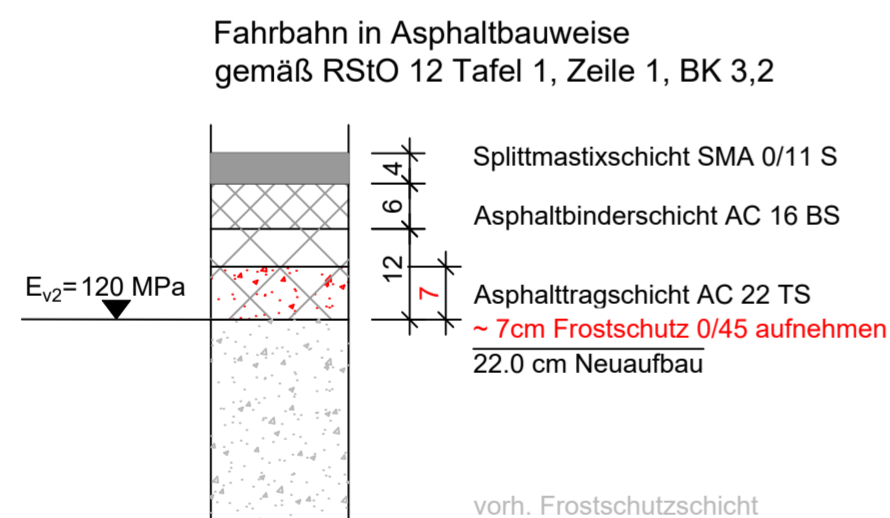 Fahrbahn in Asphaltbauweise
gemäß RStO 12 Tafel 1, Zeile 1, BK 3,2
4
Splittmastixschicht SMA 0/11 S
6
Asphaltbinderschicht AC 16 BS
12
Ev2= 120 MPa
7
Asphalttragschicht AC 22 TS
~ 7cm Frostschutz 0/45 aufnehmen
22.0 cm Neuaufbau
vorh. Frostschutzschicht